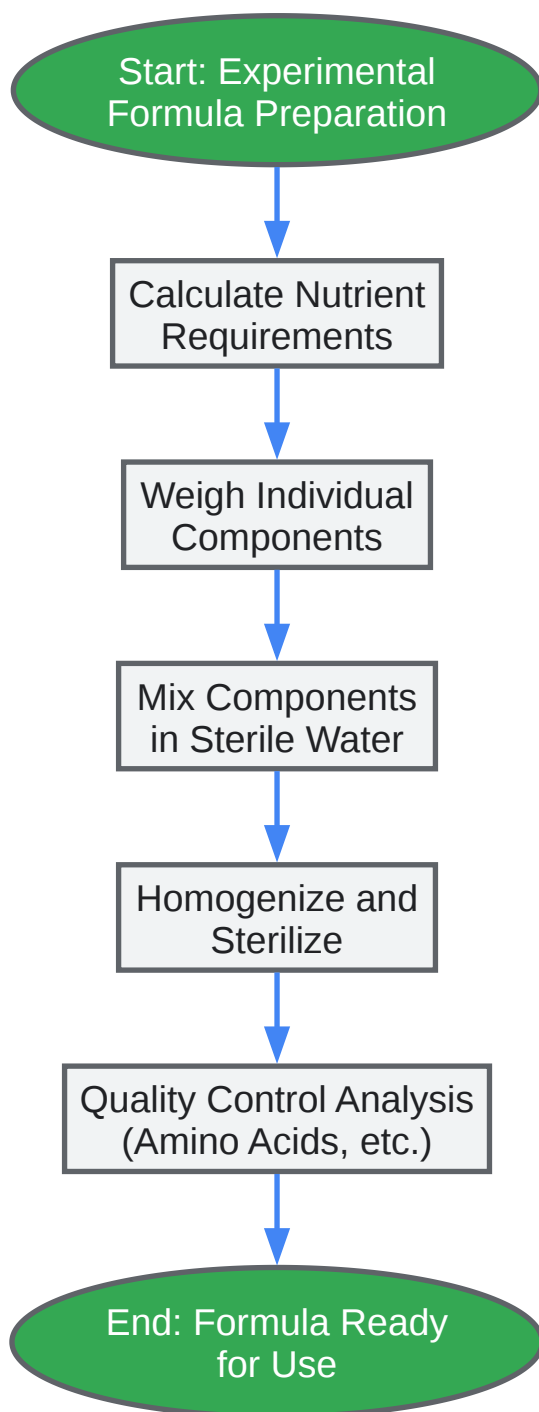 Start: Experimental
Formula Preparation
Calculate Nutrient
Requirements
Weigh Individual
Components
Mix Components
in Sterile Water
Homogenize and
Sterilize
Quality Control Analysis
(Amino Acids, etc.)
End: Formula Ready
for Use